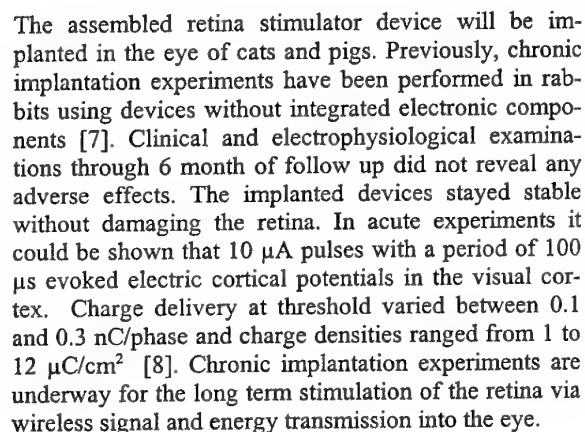 The assembled retina stimulator device will be im-
planted in the eye of cats and pigs. Previously, chronic
implantation experiments have been performed in rab-
bits using devices without integrated electronic compo-
nents [7]. Clinical and electrophysiological examina-
tions through 6 month of follow up did not reveal any
adverse effects. The implanted devices stayed stable
without damaging the retina. In acute experiments it
could be shown that 10 μA pulses with a period of 100
μs evoked electric cortical potentials in the visual cor-
tex. Charge delivery at threshold varied between 0.1
and 0.3 nC/phase and charge densities ranged from 1 to
12 μC/cm² [8]. Chronic implantation experiments are
underway for the long term stimulation of the retina via
wireless signal and energy transmission into the eye.